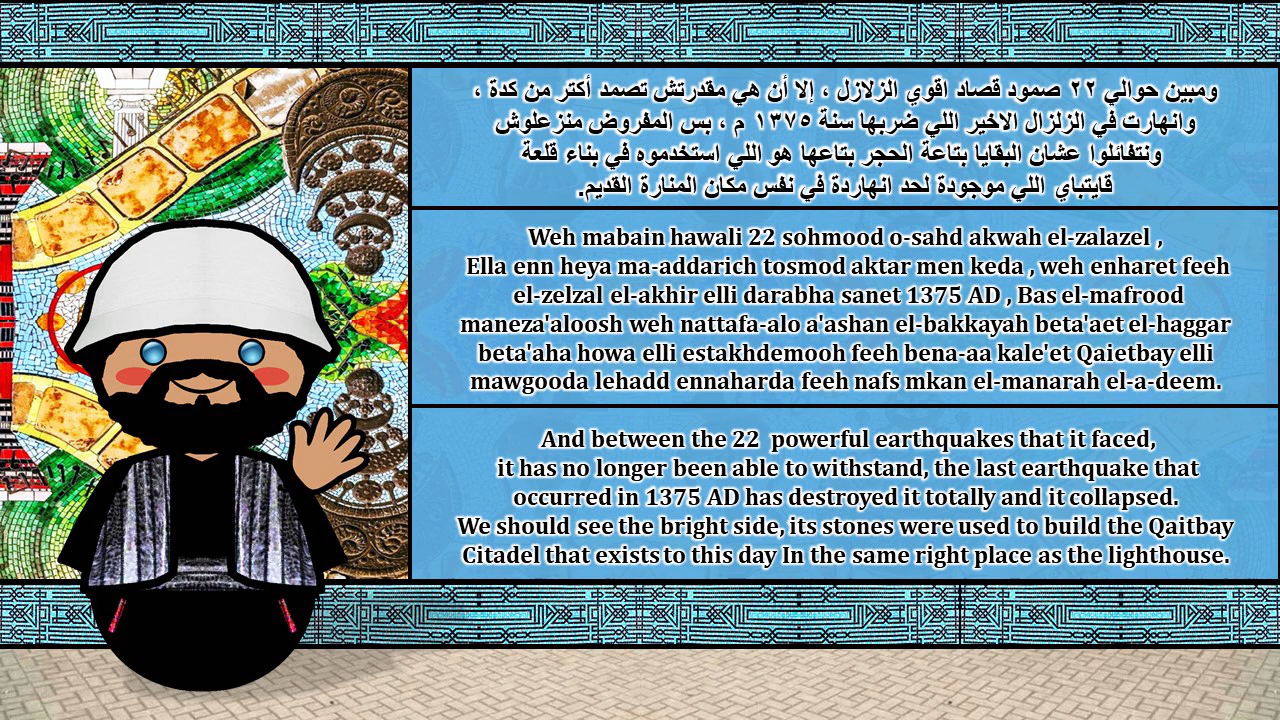 ومبين حوالي ٢٢ صمود قصاد اقوي الزلازل ، إلا أن هي مقدرتش تصمد أكتر من كدة ،
وانهارت في الزلزال الاخير اللي ضربها سنة ١٣٧٥ م ، بس المفروض منزعلوش
ونتفائلوا عشان البقايا بتاعة الحجر بتاعها هو اللي استخدموه في بناء قلعة
قايتباي اللي موجودة لحد انهاردة في نفس مكان المنارة القديم.
Weh mabain hawali 22 sohmood o-sahd akwah el-zalazel ,
Ella enn heya ma-addarich tosmod aktar men keda , weh enharet feeh
el-zelzal el-akhir elli darabha sanet 1375 AD , Bas el-mafrood
maneza'aloosh weh nattafa-alo a'ashan el-bakkayah beta'aet el-haggar
beta'aha howa elli estakhdemooh feeh bena-aa kale'et Qaietbay elli
mawgooda lehadd ennaharda feeh nafs mkan el-manarah el-a-deem.
And between the 22 powerful earthquakes that it faced,
it has no longer been able to withstand, the last earthquake that
occurred in 1375 AD has destroyed it totally and it collapsed.
We should see the bright side, its stones were used to build the Qaitbay
Citadel that exists to this day In the same right place as the lighthouse.